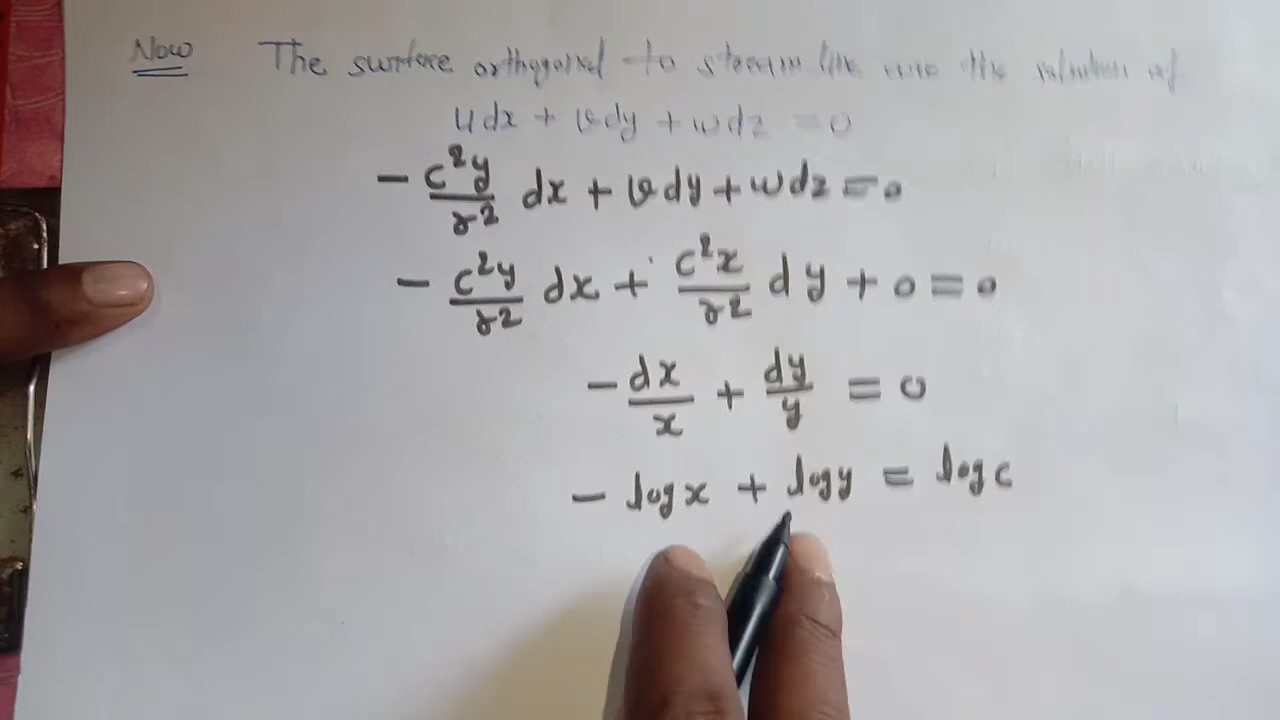 Now The surface orthogonal to stream line are the solution of
udx + vdy + wdz = 0
- c²y/r² dx + vdy + wdz = 0
- c²y/r² dx + c²x/r² dy + 0 = 0
- dx/x + dy/y = 0
- log x + log y = log c